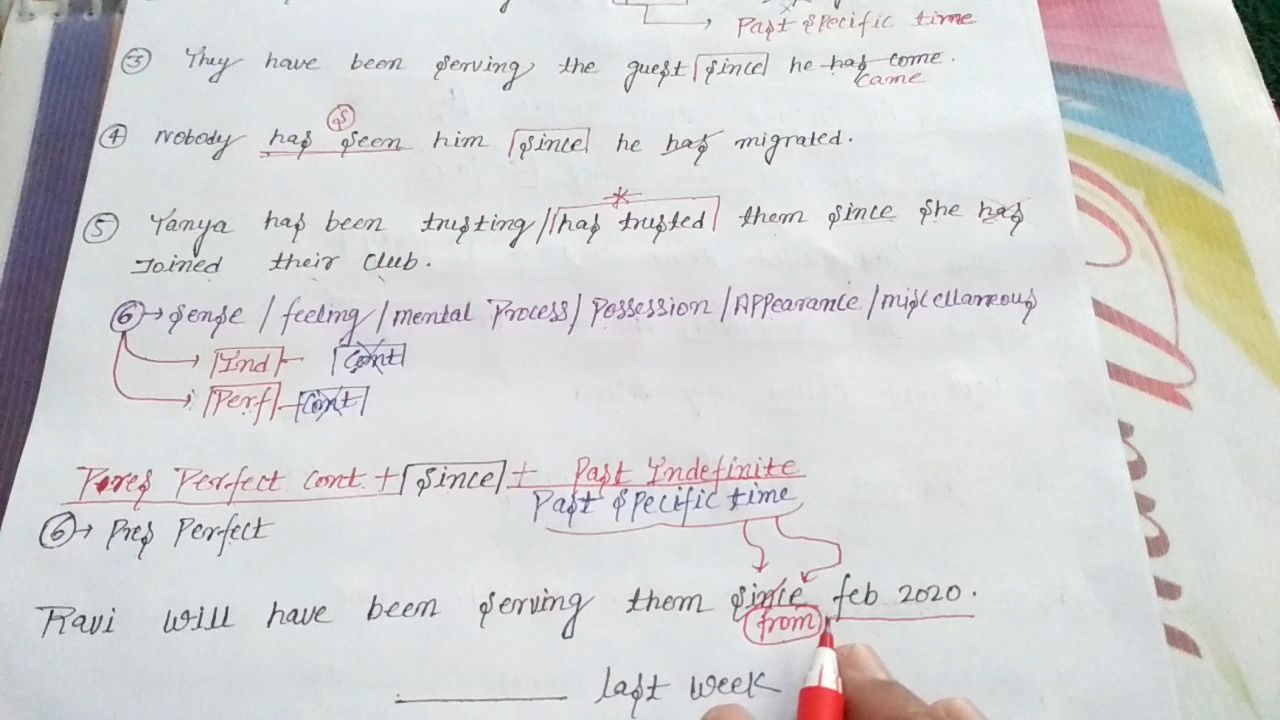 Past specific time
③ They have been serving the guest since he has come.
came
④ Nobody has seen him since he has migrated.
S
⑤ Tanya has been trusting/has trusted them since she has
Joined their club.
⑥→ Sense / feeling / mental Process / Possession / Appearance / miscellaneous
Ind - Cont
Perf - Cont
Pres Perfect cont + Since + Past Indefinite
Past specific time
⑥→ Pres Perfect
Ravi will have been serving them since feb 2020.
from
last week